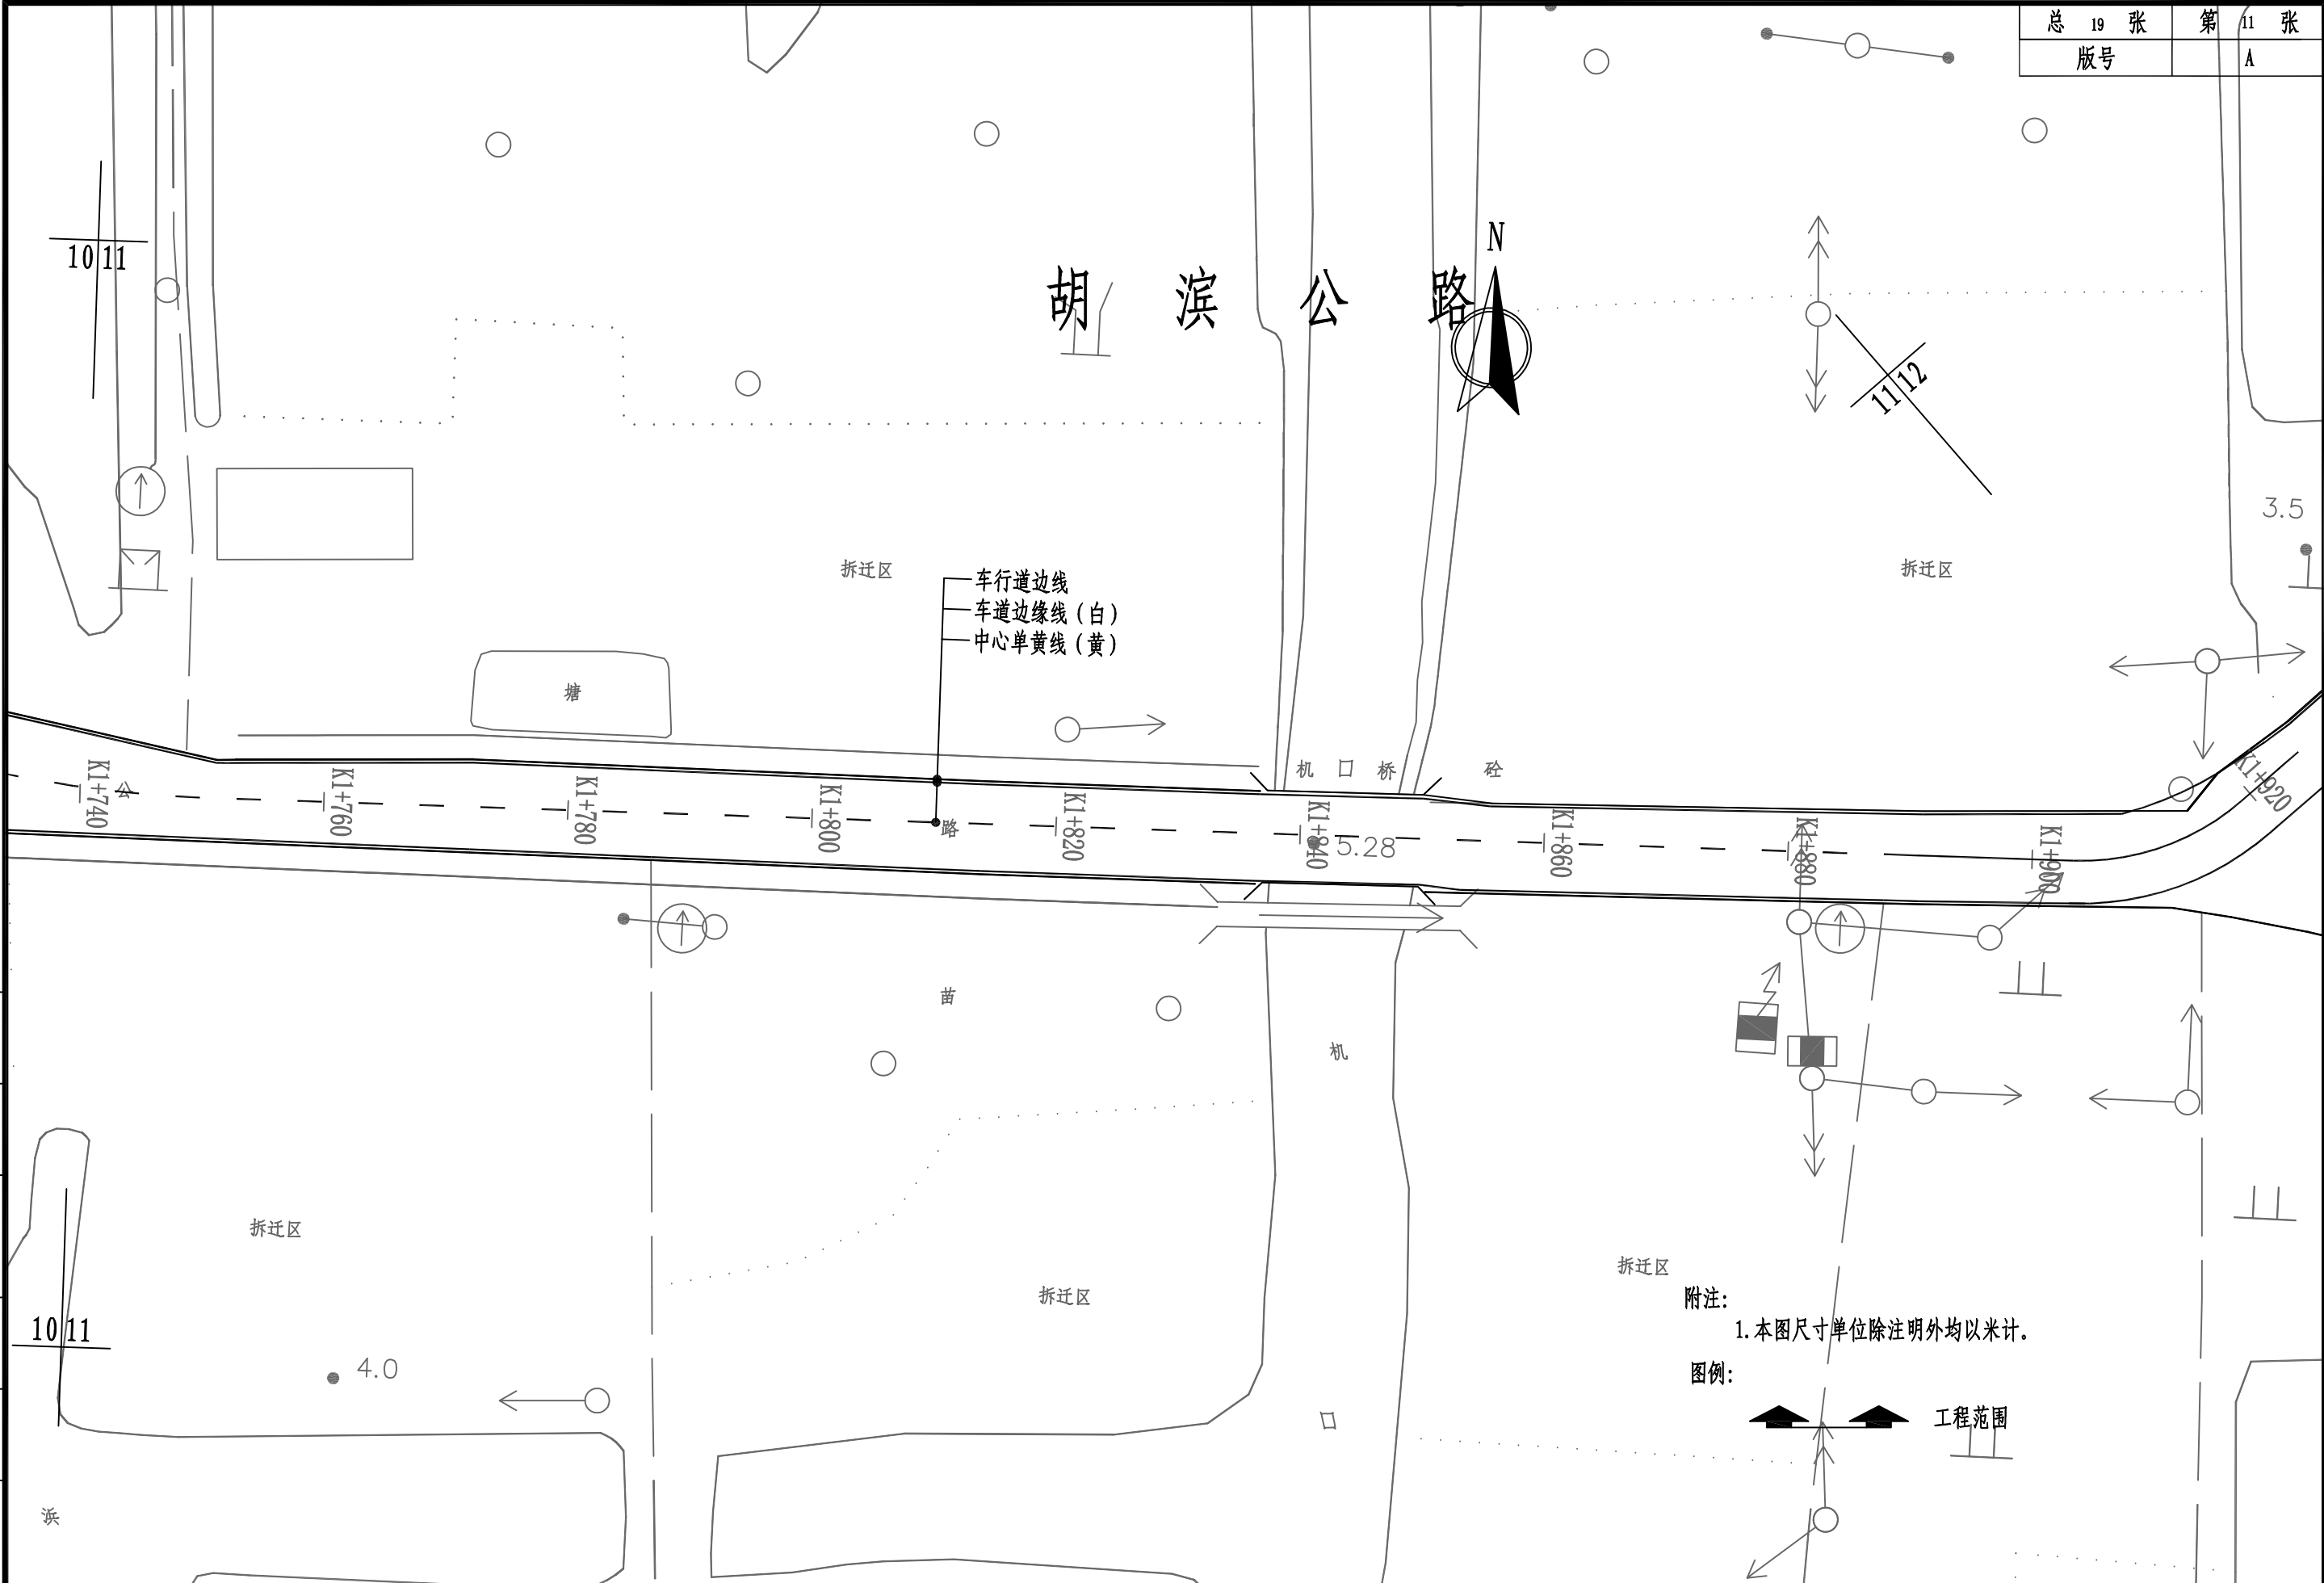 总 19 张 第 11 张
版号 A
N
10 11
胡 滨 公 路
11 12
3.5
拆迁区
拆迁区
车行道边线
车道边缘线（白）
中心单黄线（黄）
塘
机 口 桥 砼
K1+740
公
K1+760
K1+780
K1+800
路
K1+820
K1+840
5.28
K1+860
K1+880
K1+900
K1+920
苗
机
拆迁区
拆迁区
拆迁区
附注：
1.本图尺寸单位除注明外均以米计。
10 11
4.0
图例：
口
工程范围
浜